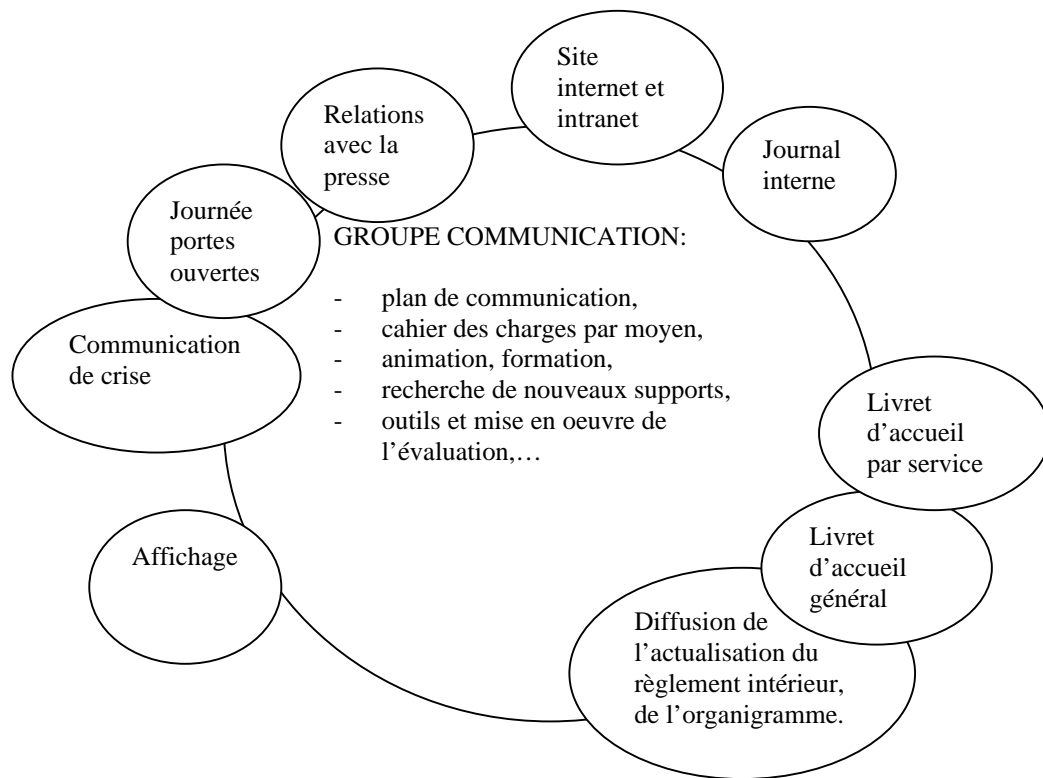 Site
internet et
intranet
Relations
avec la
presse
Journal
interne
Journée
portes
ouvertes
GROUPE COMMUNICATION:
- plan de communication,
- cahier des charges par moyen,
- animation, formation,
- recherche de nouveaux supports,
- outils et mise en oeuvre de
l’évaluation,…
Communication
de crise
Livret
d’accueil
par service
Affichage
Livret
d’accueil
général
Diffusion de
l’actualisation du
règlement intérieur,
de l’organigramme.